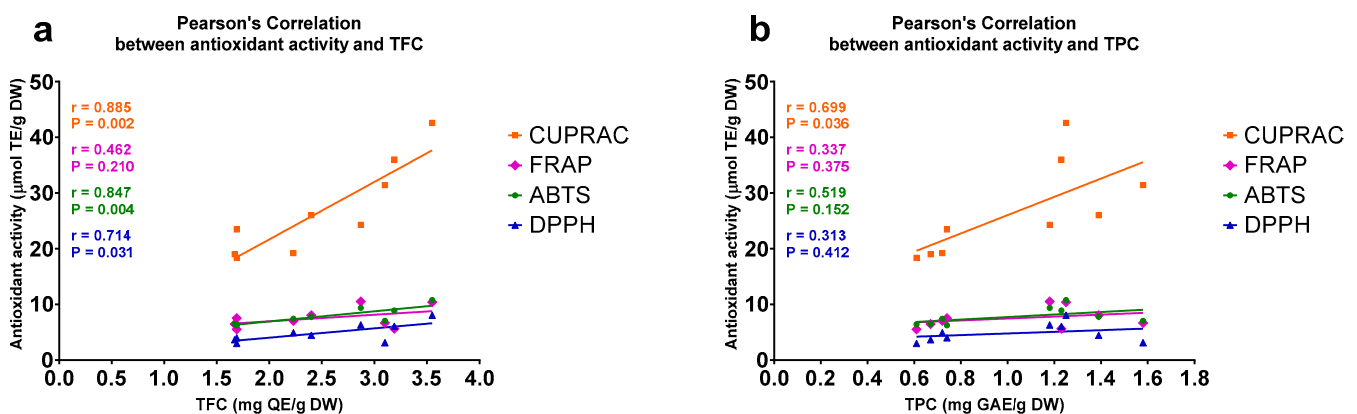 a
Pearson's Correlation
between antioxidant activity and TFC
Antioxidant activity (µmol TE/g DW)
50
40
30
20
10
0
r = 0.885
P = 0.002
r = 0.462
P = 0.210
r = 0.847
P = 0.004
r = 0.714
P = 0.031
CUPRAC
FRAP
ABTS
DPPH
0.0 0.5 1.0 1.5 2.0 2.5 3.0 3.5 4.0
TFC (mg QE/g DW)
b
Pearson's Correlation
between antioxidant activity and TPC
Antioxidant activity (µmol TE/g DW)
50
40
30
20
10
0
r = 0.699
P = 0.036
r = 0.337
P = 0.375
r = 0.519
P = 0.152
r = 0.313
P = 0.412
CUPRAC
FRAP
ABTS
DPPH
0.0 0.2 0.4 0.6 0.8 1.0 1.2 1.4 1.6 1.8
TPC (mg GAE/g DW)